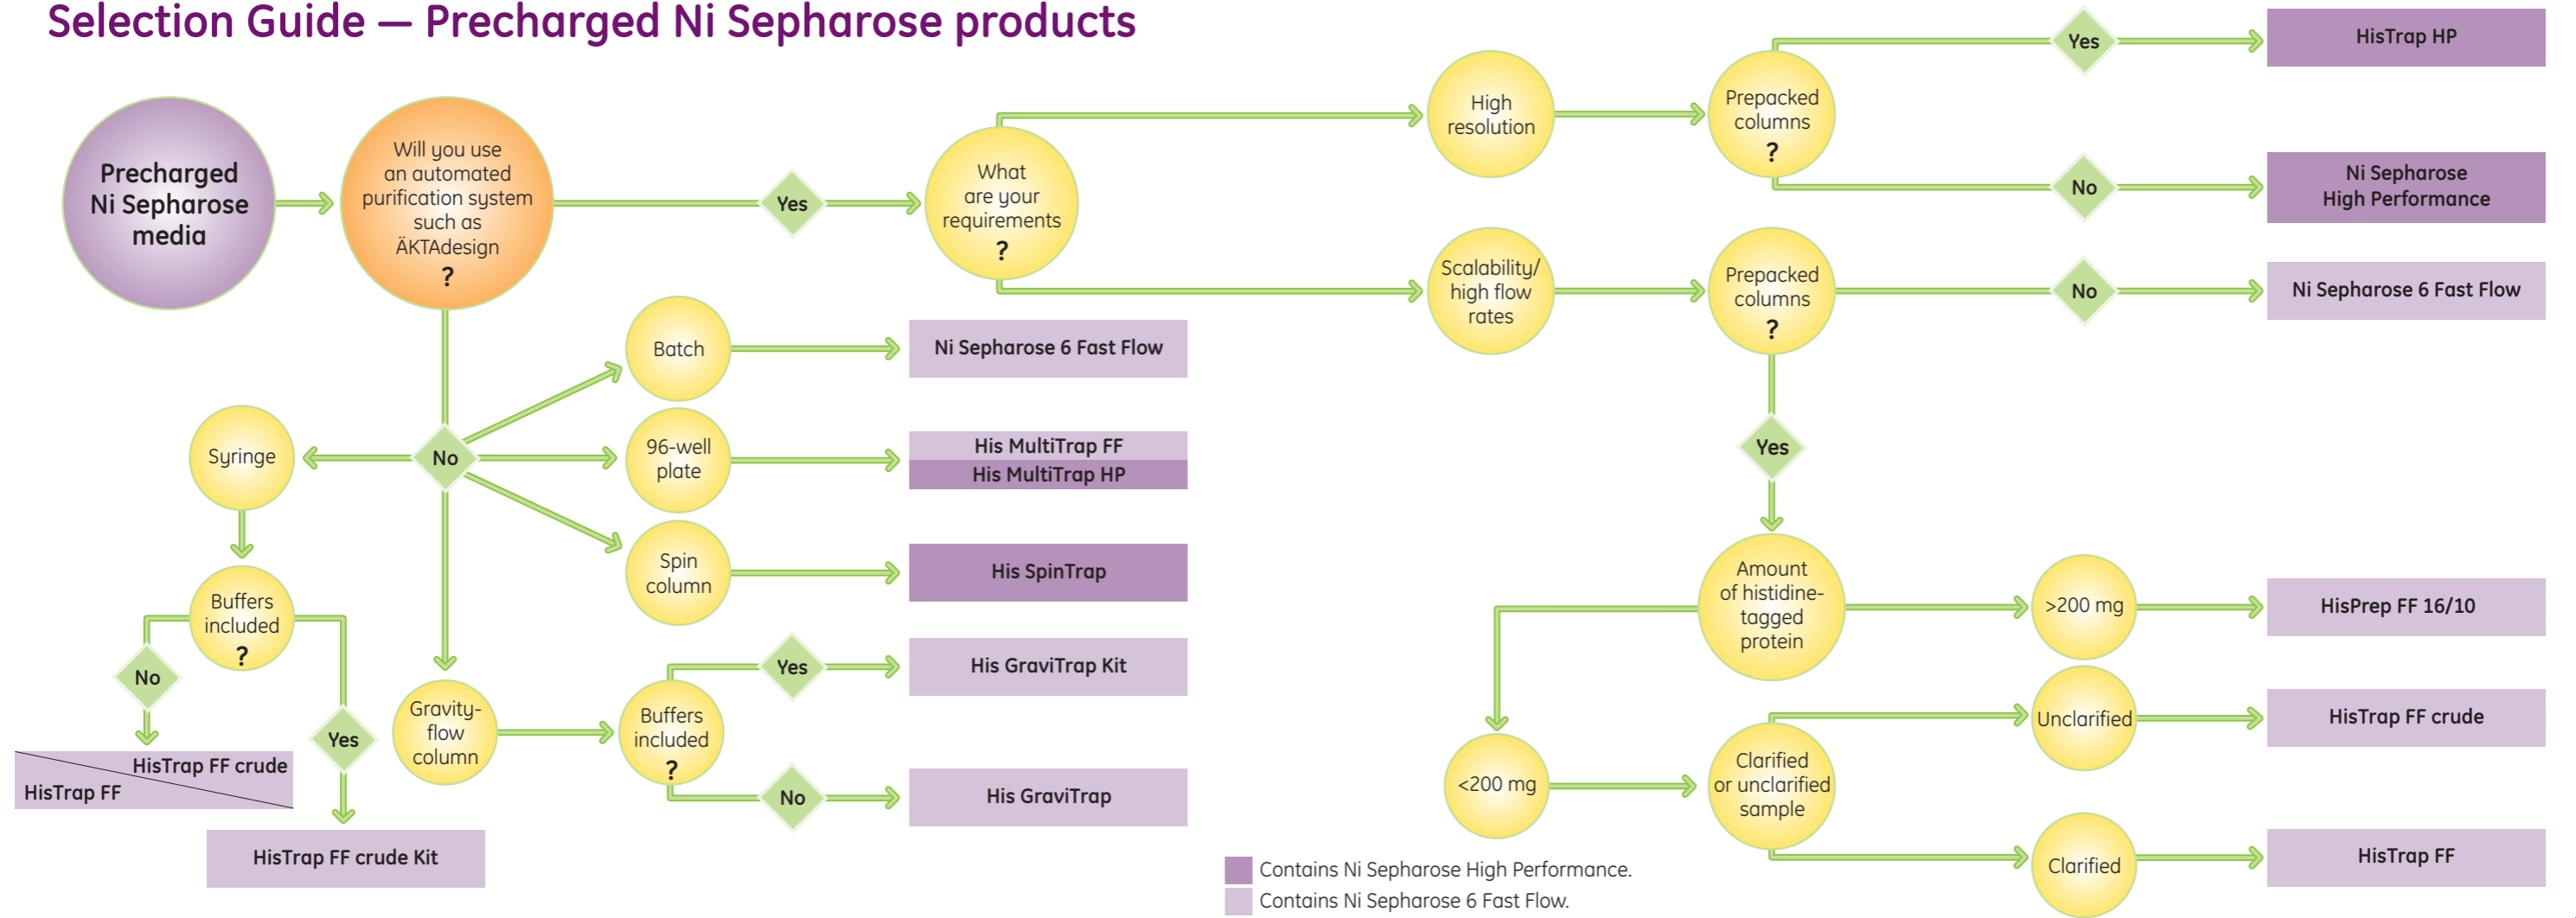 Selection Guide — Precharged Ni Sepharose products
Precharged
Ni Sepharose
media
Will you use
an automated
purification system
such as
ÄKTAdesign
?
Yes
What
are your
requirements
?
High
resolution
Prepacked
columns
?
Yes
HisTrap HP
No
Ni Sepharose
High Performance
Scalability/
high flow
rates
Prepacked
columns
?
No
Ni Sepharose 6 Fast Flow
Yes
Amount
of histidine-
tagged
protein
>200 mg
HisPrep FF 16/10
<200 mg
Clarified
or unclarified
sample
Unclarified
HisTrap FF crude
Clarified
HisTrap FF
No
Batch
Ni Sepharose 6 Fast Flow
96-well
plate
His MultiTrap FF
His MultiTrap HP
Spin
column
His SpinTrap
Gravity-
flow
column
Buffers
included
?
Yes
His GraviTrap Kit
No
His GraviTrap
Syringe
Buffers
included
?
No
HisTrap FF crude
HisTrap FF
Yes
HisTrap FF crude Kit
Contains Ni Sepharose High Performance.
Contains Ni Sepharose 6 Fast Flow.